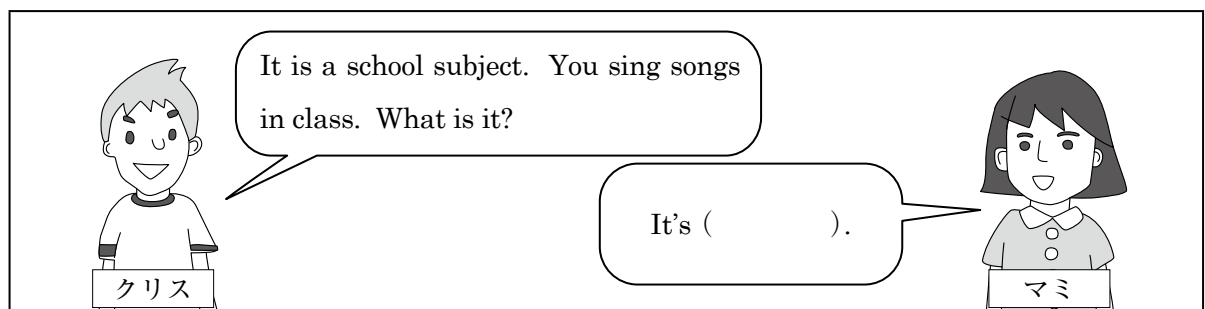 It is a school subject. You sing songs
in class. What is it?
It's (　　　　).
クリス
マミ